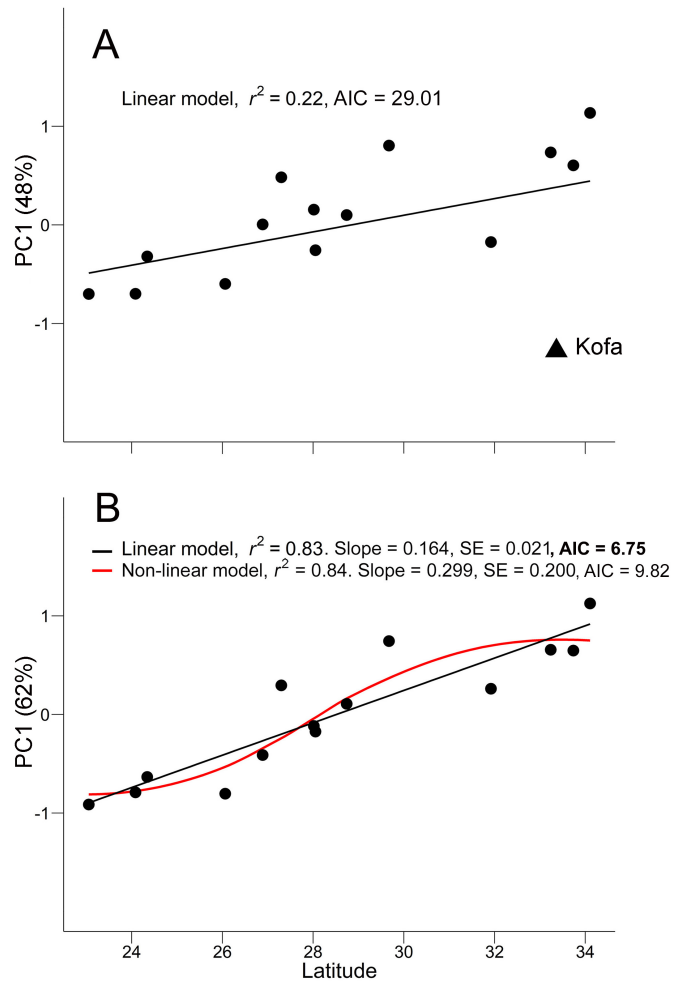 A
Linear model, r² = 0.22, AIC = 29.01
1
0
-1
PC1 (48%)
Kofa
B
Linear model, r² = 0.83. Slope = 0.164, SE = 0.021, AIC = 6.75
Non-linear model, r² = 0.84. Slope = 0.299, SE = 0.200, AIC = 9.82
1
0
-1
PC1 (62%)
24 26 28 30 32 34
Latitude